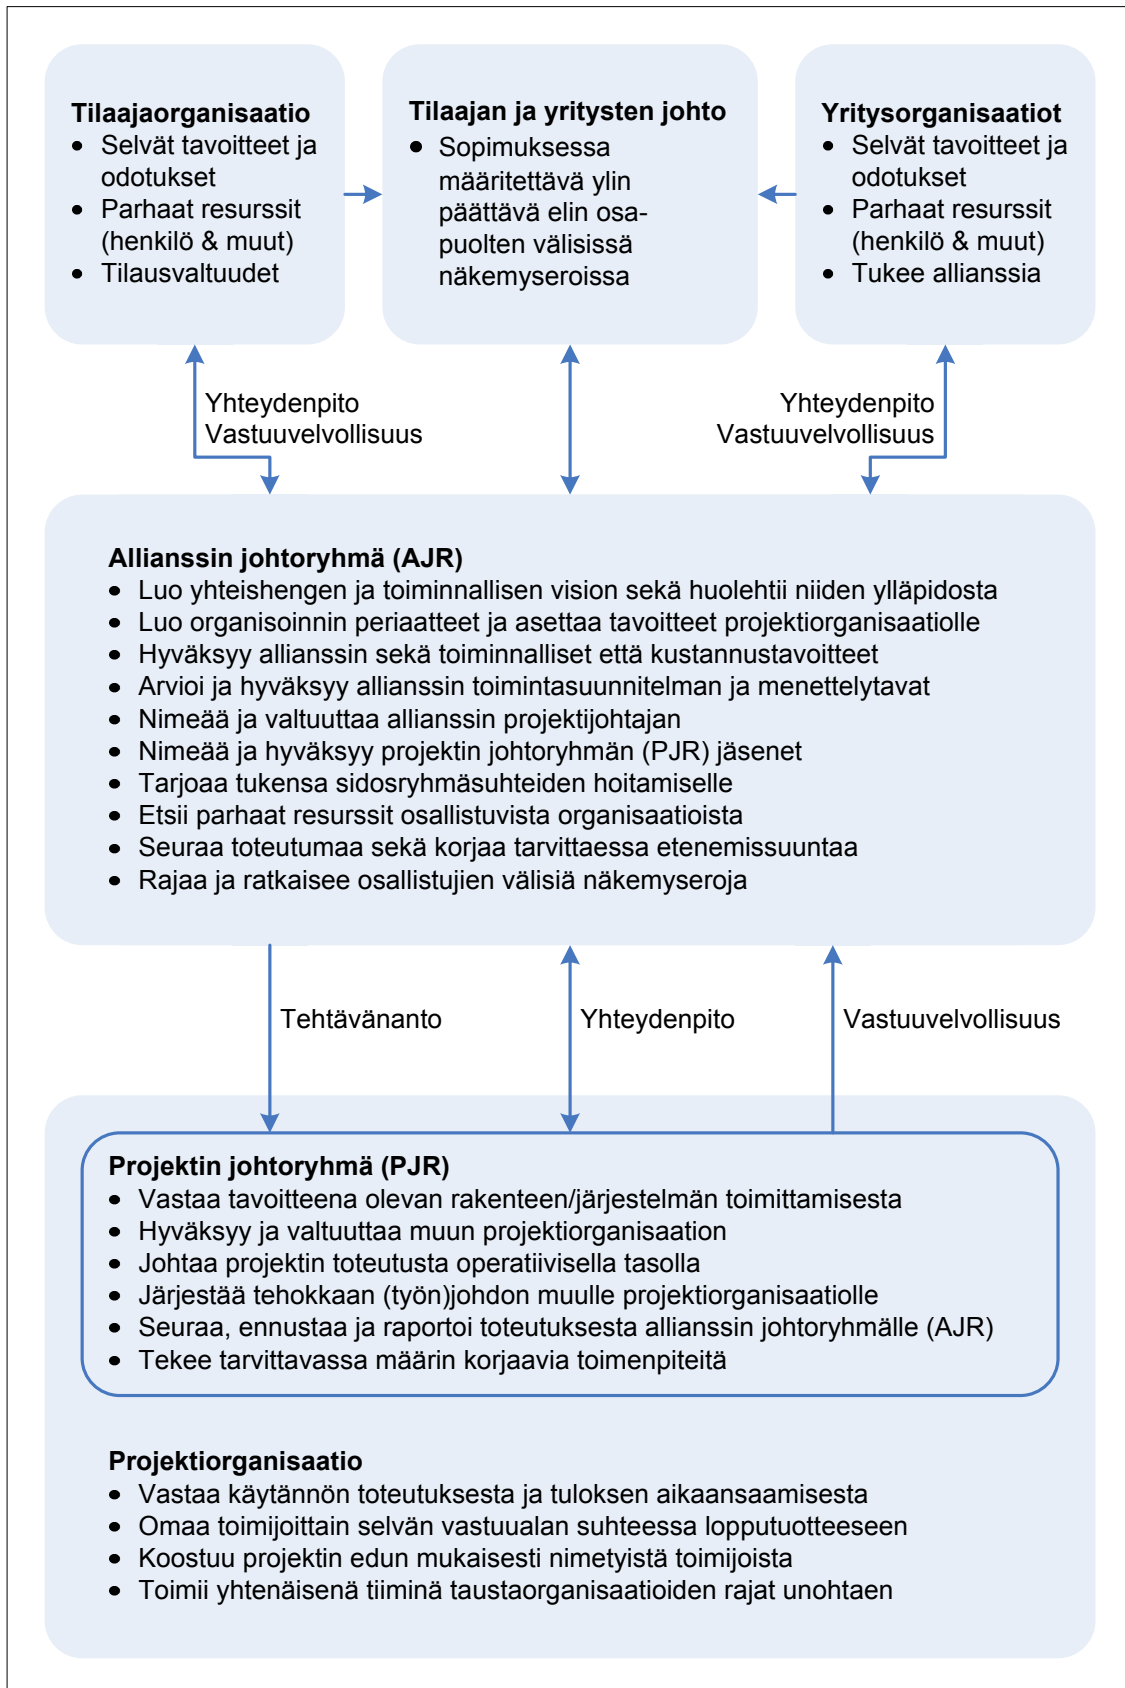 Tilaajaorganisaatio
• Selvät tavoitteet ja
odotukset
• Parhaat resurssit
(henkilö & muut)
• Tilausvaltuudet
Tilaajan ja yritysten johto
• Sopimuksessa
määritettävä ylin
päättävä elin osa-
puolten välisissä
näkemyseroissa
Yritysorganisaatiot
• Selvät tavoitteet ja
odotukset
• Parhaat resurssit
(henkilö & muut)
• Tukee allianssia
Yhteydenpito
Vastuuvelvollisuus
Yhteydenpito
Vastuuvelvollisuus
Allianssin johtoryhmä (AJR)
• Luo yhteishengen ja toiminnallisen vision sekä huolehtii niiden ylläpidosta
• Luo organisoinnin periaatteet ja asettaa tavoitteet projektiorganisaatiolle
• Hyväksyy allianssin sekä toiminnalliset että kustannustavoitteet
• Arvioi ja hyväksyy allianssin toimintasuunnitelman ja menettelytavat
• Nimeää ja valtuuttaa allianssin projektijohtajan
• Nimeää ja hyväksyy projektin johtoryhmän (PJR) jäsenet
• Tarjoaa tukensa sidosryhmäsuhteiden hoitamiselle
• Etsii parhaat resurssit osallistuvista organisaatioista
• Seuraa toteutumaa sekä korjaa tarvittaessa etenemissuuntaa
• Rajaa ja ratkaisee osallistujien välisiä näkemyseroja
Tehtävänanto
Yhteydenpito
Vastuuvelvollisuus
Projektin johtoryhmä (PJR)
• Vastaa tavoitteena olevan rakenteen/järjestelmän toimittamisesta
• Hyväksyy ja valtuuttaa muun projektiorganisaation
• Johtaa projektin toteutusta operatiivisella tasolla
• Järjestää tehokkaan (työn)johdon muulle projektiorganisaatiolle
• Seuraa, ennustaa ja raportoi toteutuksesta allianssin johtoryhmälle (AJR)
• Tekee tarvittavassa määrin korjaavia toimenpiteitä
Projektiorganisaatio
• Vastaa käytännön toteutuksesta ja tuloksen aikaansaamisesta
• Omaa toimijoittain selvän vastuualan suhteessa lopputuotteeseen
• Koostuu projektin edun mukaisesti nimetyistä toimijoista
• Toimii yhtenäisenä tiiminä taustaorganisaatioiden rajat unohtaen